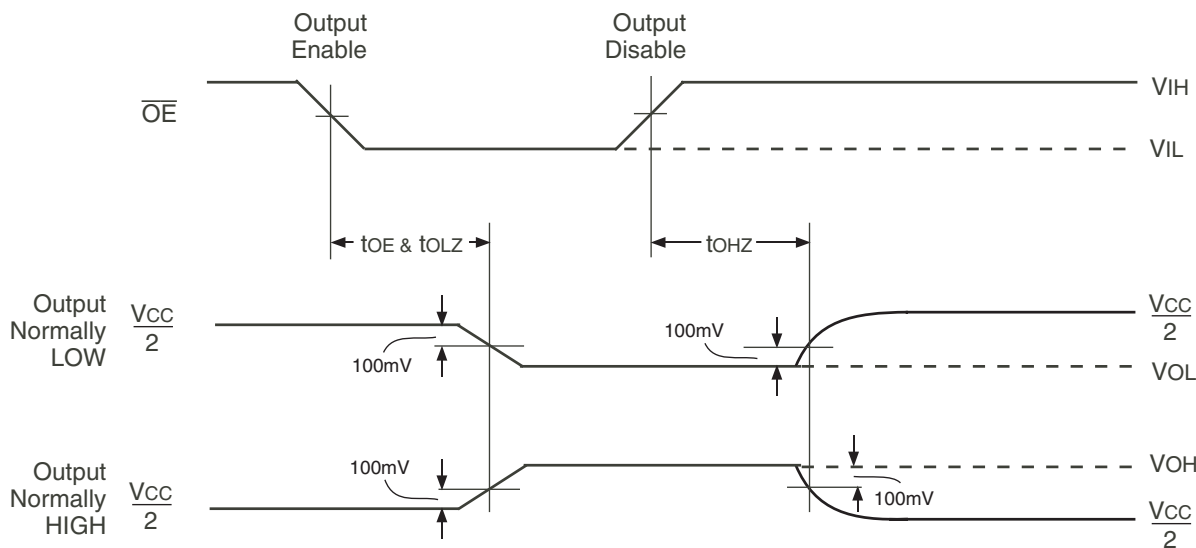 Output
Enable
Output
Disable
OE
VIH
VIL
tOE & tOLZ
tOHZ
Output
Normally
LOW
VCC
2
100mV
100mV
VCC
2
VOL
Output
Normally
HIGH
VCC
2
100mV
VOH
100mV
VCC
2